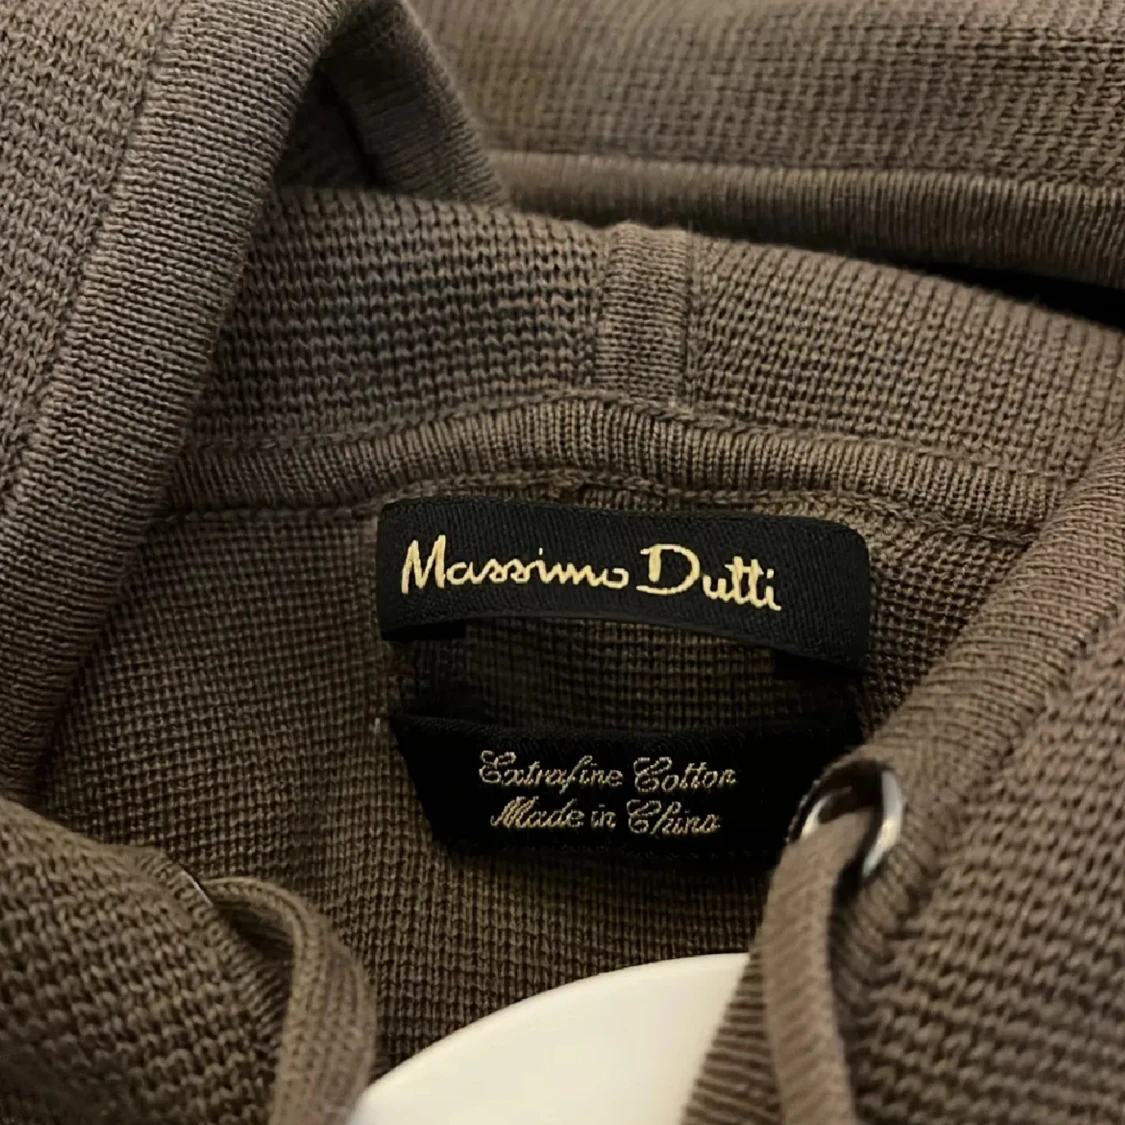 Massimo Dutti
Extrafine Cotton
Made in China